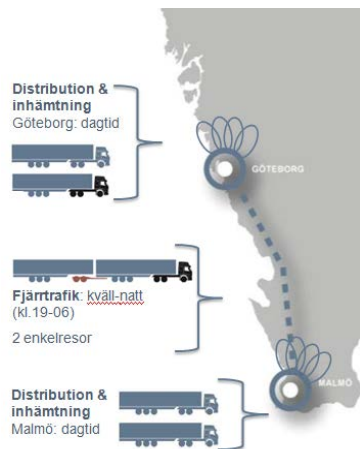 Distribution &
inhämtning
Göteborg: dagtid
GÖTEBORG
Fjärrtrafik: kväll-natt
(kl.19-06)
2 enkelresor
MALMÖ
Distribution &
inhämtning
Malmö: dagtid